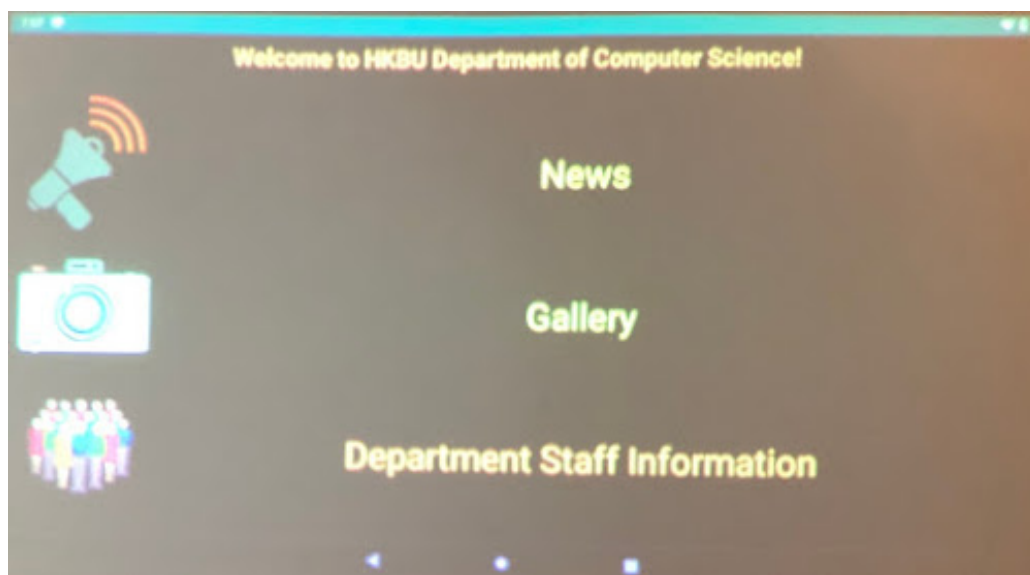 Welcome to HKBU Department of Computer Science!
News
Gallery
Department Staff Information